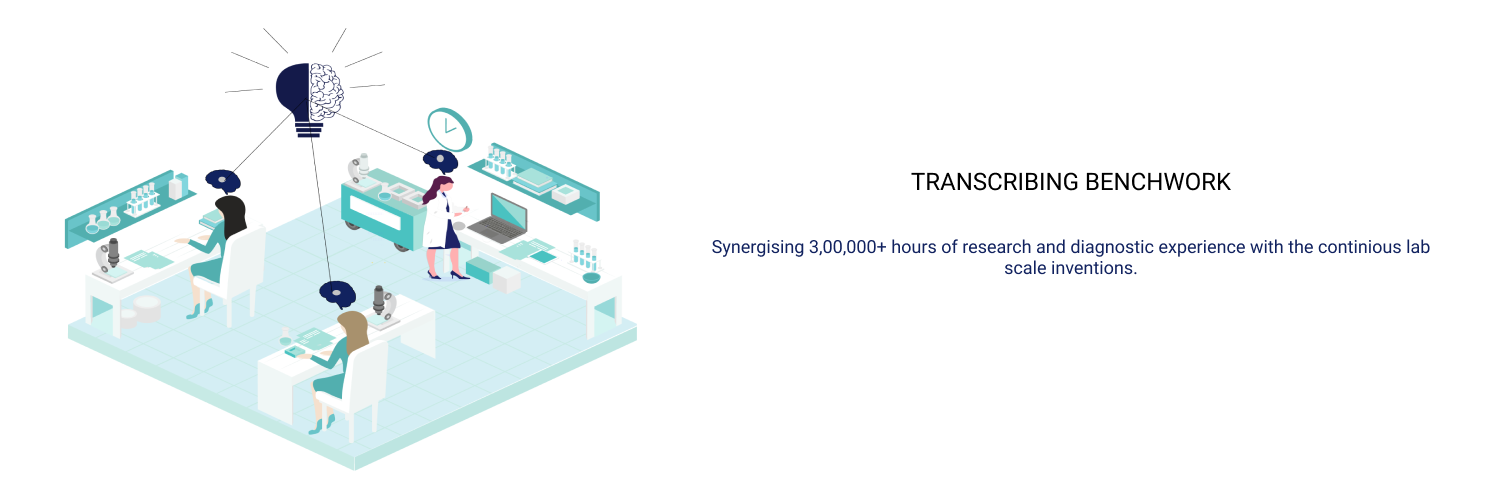 TRANSCRIBING BENCHWORK
Synergising 3,00,000+ hours of research and diagnostic experience with the continious lab
scale inventions.